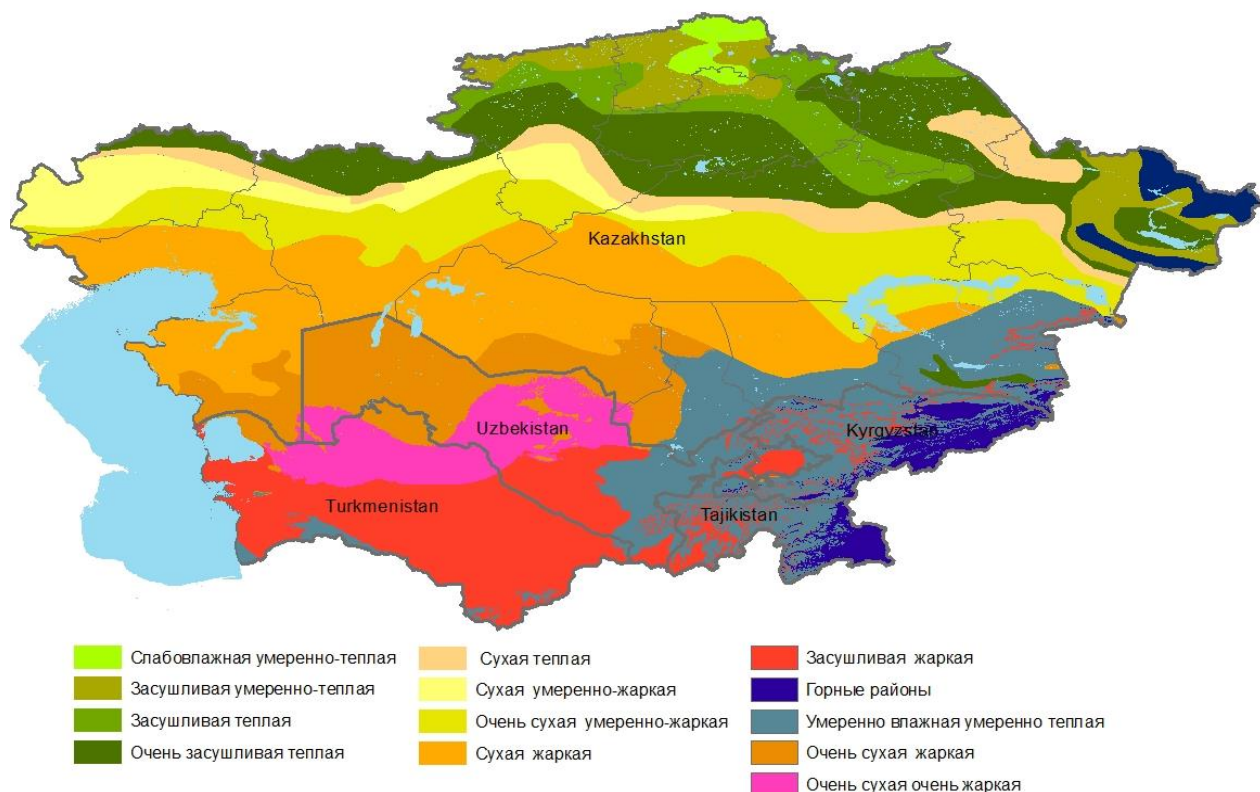 Kazakhstan
Uzbekistan
Kyrgyzstan
Turkmenistan
Tajikistan
Слабовлажная умеренно-теплая
Засушливая умеренно-теплая
Засушливая теплая
Очень засушливая теплая
Сухая теплая
Сухая умеренно-жаркая
Очень сухая умеренно-жаркая
Сухая жаркая
Засушливая жаркая
Горные районы
Умеренно влажная умеренно теплая
Очень сухая жаркая
Очень сухая очень жаркая